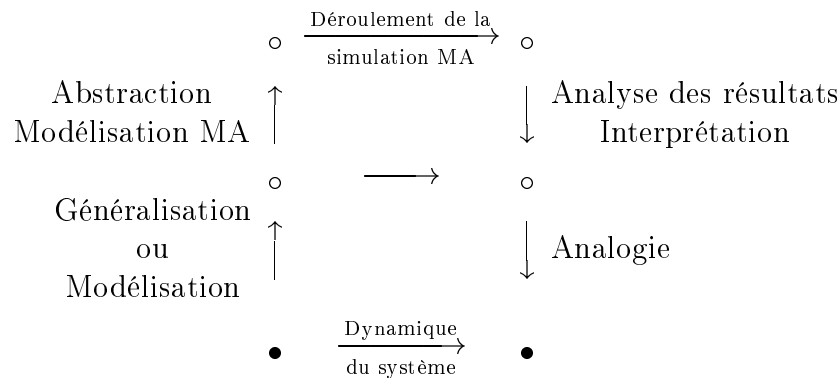 Déroulement de la
simulation MA
Abstraction
Modélisation MA
Analyse des résultats
Interprétation
Généralisation
ou
Modélisation
Analogie
Dynamique
du système